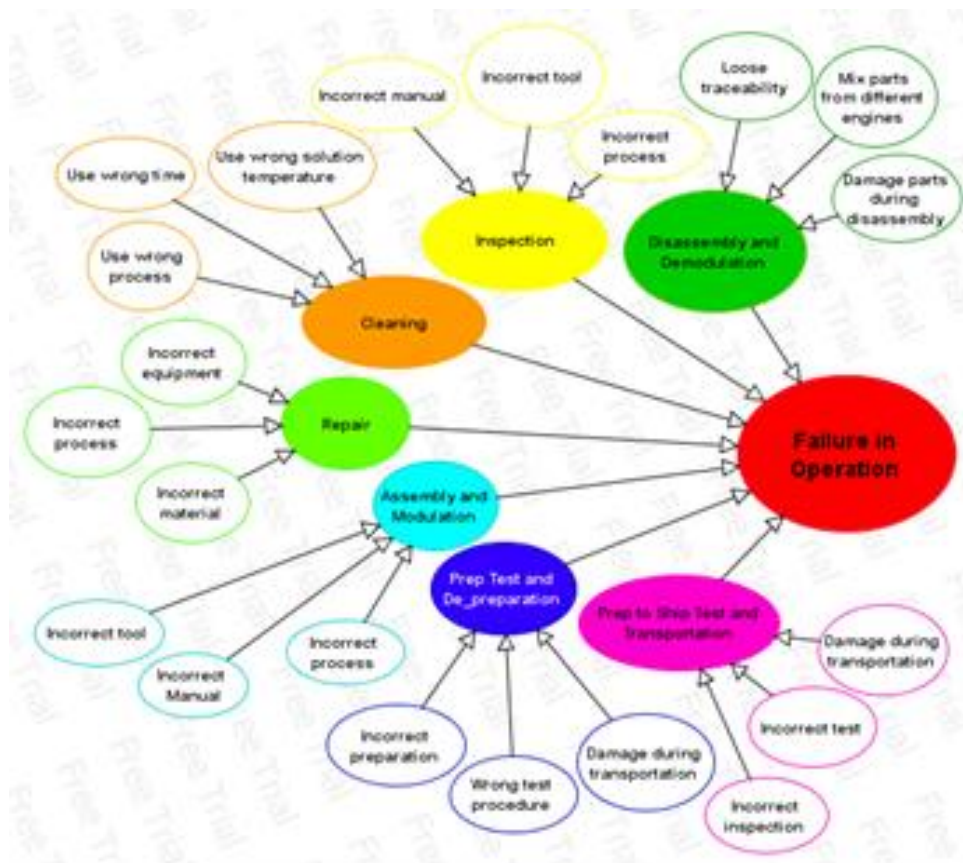 Incorrect manual
Incorrect tool
Incorrect
process
Loose
traceability
Mix parts
from different
engines
Damage parts
during
disassembly
Use wrong time
Use wrong solution
temperature
Use wrong
process
Inspection
Disassembly and
Demodulation
Cleaning
Incorrect
equipment
Incorrect
process
Incorrect
material
Repair
Failure in
Operation
Assembly and
Modulation
Incorrect tool
Incorrect
Manual
Incorrect
process
Prep Test and
De_preparation
Prep to Ship Test and
Transportation
Incorrect
preparation
Wrong test
procedure
Damage during
transportation
Damage during
transportation
Incorrect test
Incorrect
inspection
Free Trial